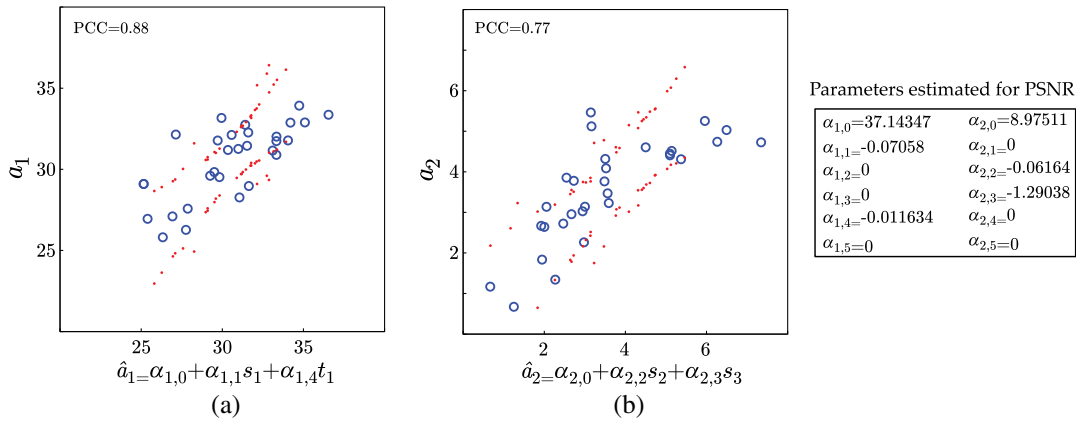 PCC=0.88
35
30
25
a₁
25
30
35
â₁₌α₁,₀+α₁,₁s₁+α₁,₄t₁
(a)
8
PCC=0.77
6
4
2
a₂
2
4
6
â₂₌α₂,₀+α₂,₂s₂+α₂,₃s₃
(b)
Parameters estimated for PSNR
α₁,₀=37.14347 α₂,₀=8.97511
α₁,₁₌-0.07058 α₂,₁₌0
α₁,₂₌0 α₂,₂₌-0.06164
α₁,₃₌0 α₂,₃₌-1.29038
α₁,₄₌-0.011634 α₂,₄₌0
α₁,₅₌0 α₂,₅₌0